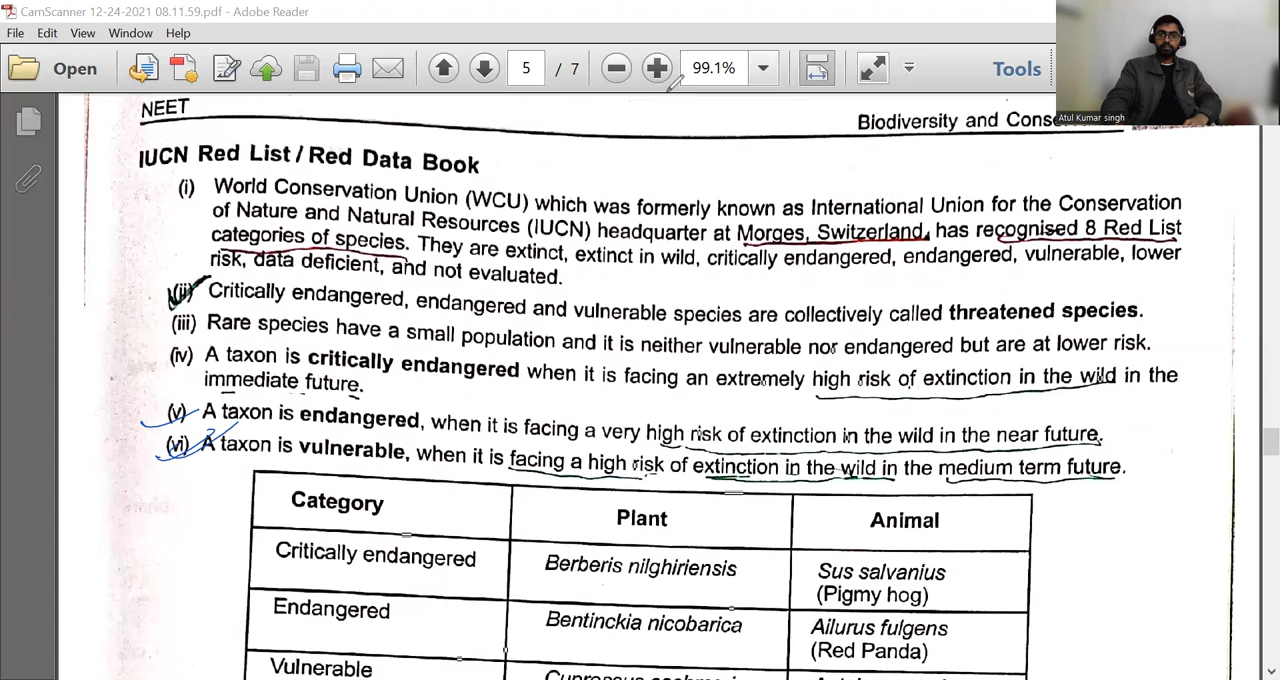 CamScanner 12-24-2021 08.11.59.pdf - Adobe Reader
File Edit View Window Help
Open 5 / 7 99.1% Tools
Atul Kumar singh
NEET
Biodiversity and
IUCN Red List / Red Data Book
(i) World Conservation Union (WCU) which was formerly known as International Union for the Conservation
of Nature and Natural Resources (IUCN) headquarter at Morges, Switzerland, has recognised 8 Red List
categories of species. They are extinct, extinct in wild, critically endangered, endangered, vulnerable, lower
risk, data deficient, and not evaluated.
(ii) Critically endangered, endangered and vulnerable species are collectively called threatened species.
(iii) Rare species have a small population and it is neither vulnerable nor endangered but are at lower risk.
(iv) A taxon is critically endangered when it is facing an extremely high risk of extinction in the wild in the
immediate future.
(v) A taxon is endangered, when it is facing a very high risk of extinction in the wild in the near future.
(vi) A taxon is vulnerable, when it is facing a high risk of extinction in the wild in the medium term future.
Category Plant Animal
Critically endangered Berberis nilghiriensis Sus salvanius
(Pigmy hog)
Endangered Bentinckia nicobarica Ailurus fulgens
(Red Panda)
Vulnerable